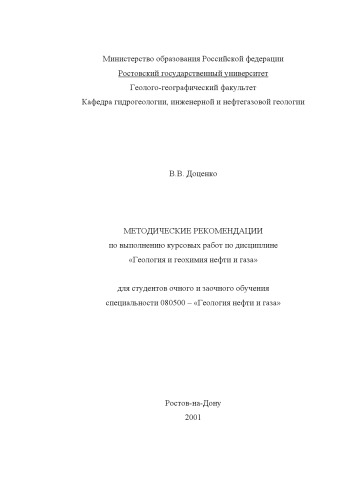 Министерство образования Российской федерации
Ростовский государственный университет
Геолого-географический факультет
Кафедра гидрогеологии, инженерной и нефтегазовой геологии
В.В. Доценко
МЕТОДИЧЕСКИЕ РЕКОМЕНДАЦИИ
по выполнению курсовых работ по дисциплине
«Геология и геохимия нефти и газа»
для студентов очного и заочного обучения
специальности 080500 – «Геология нефти и газа»
Ростов-на-Дону
2001